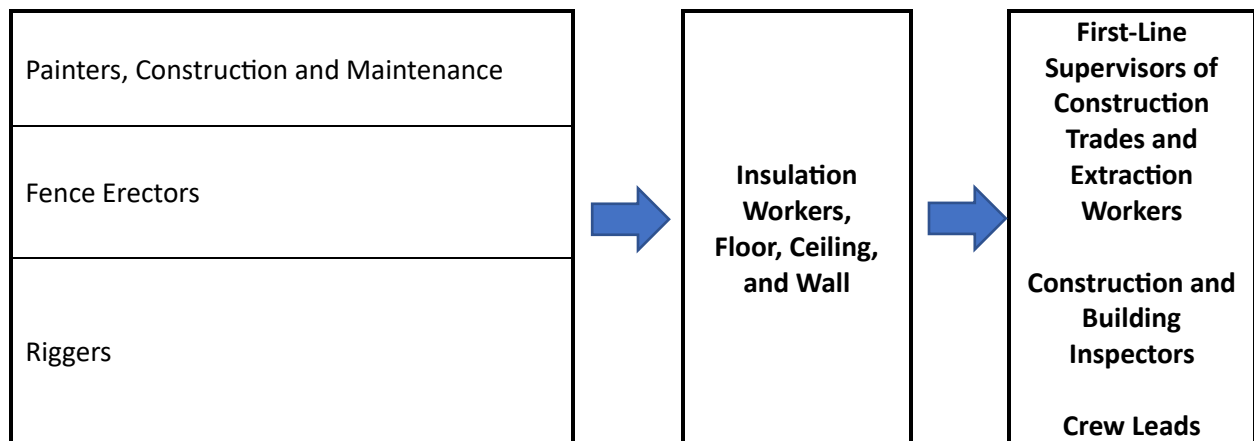 Painters, Construction and Maintenance
Fence Erectors
Riggers
Insulation
Workers,
Floor, Ceiling,
and Wall
First-Line
Supervisors of
Construction
Trades and
Extraction
Workers
Construction and
Building
Inspectors
Crew Leads